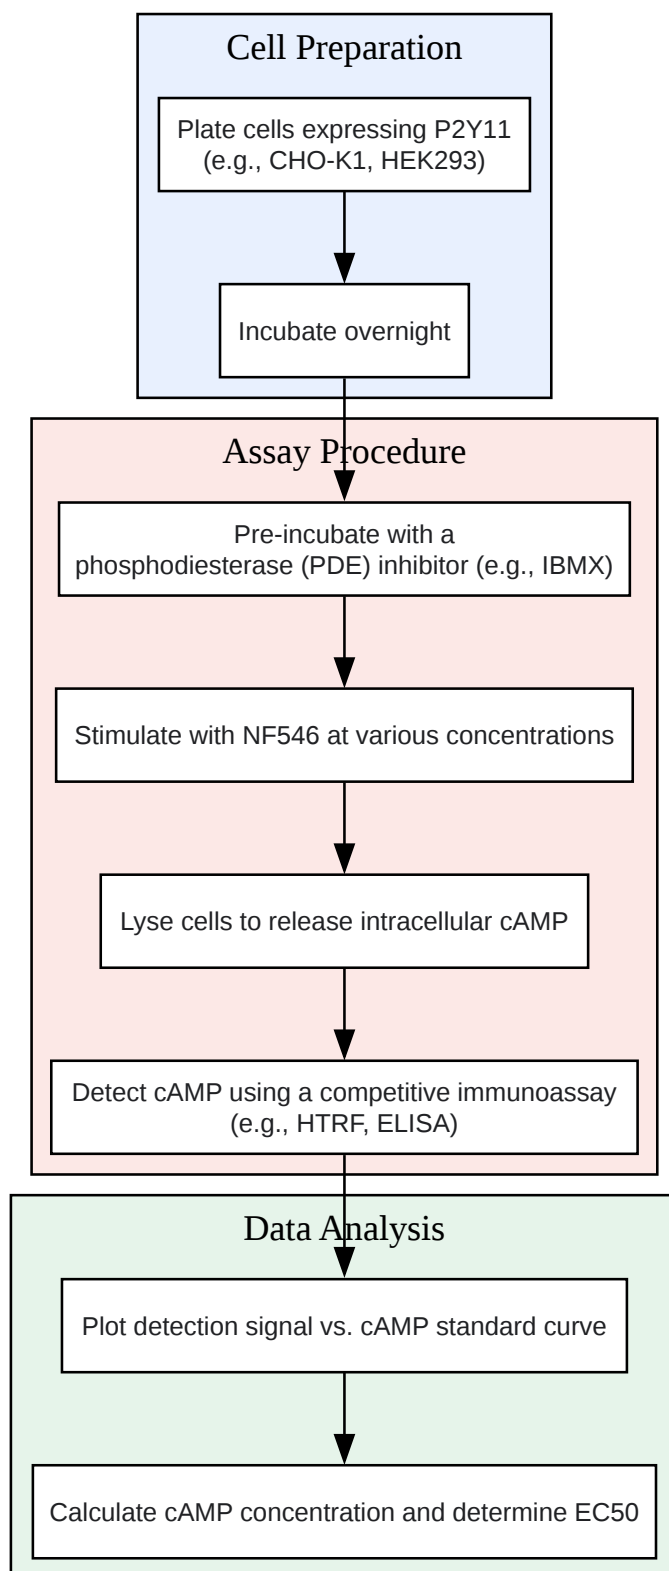 Cell Preparation
Plate cells expressing P2Y11
(e.g., CHO-K1, HEK293)
Incubate overnight
Assay Procedure
Pre-incubate with a
phosphodiesterase (PDE) inhibitor (e.g., IBMX)
Stimulate with NF546 at various concentrations
Lyse cells to release intracellular cAMP
Detect cAMP using a competitive immunoassay
(e.g., HTRF, ELISA)
Data Analysis
Plot detection signal vs. cAMP standard curve
Calculate cAMP concentration and determine EC50